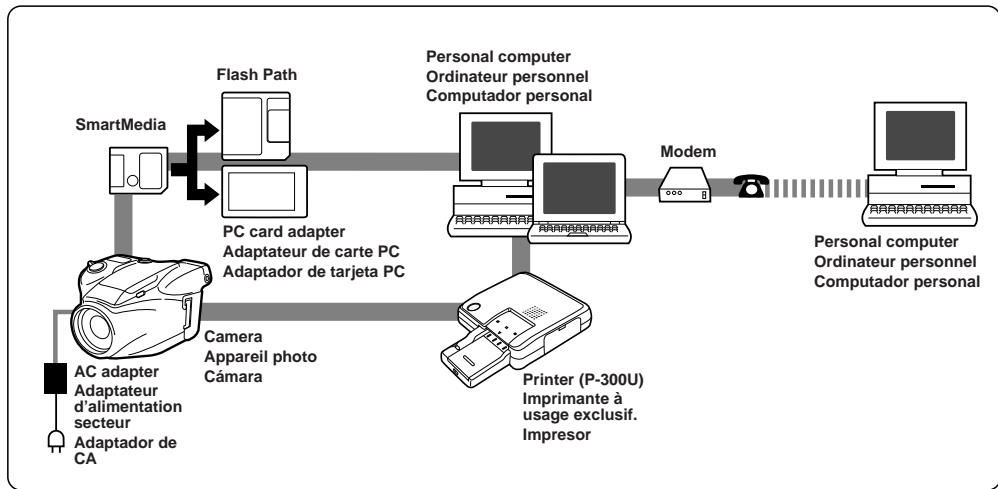 Flash Path
Personal computer
Ordinateur personnel
Computador personal
SmartMedia
Modem
PC card adapter
Adaptateur de carte PC
Adaptador de tarjeta PC
Personal computer
Ordinateur personnel
Computador personal
Camera
Appareil photo
Cámara
AC adapter
Adaptateur
d'alimentation
secteur
Adaptador de
CA
Printer (P-300U)
Imprimante à
usage exclusif.
Impresor